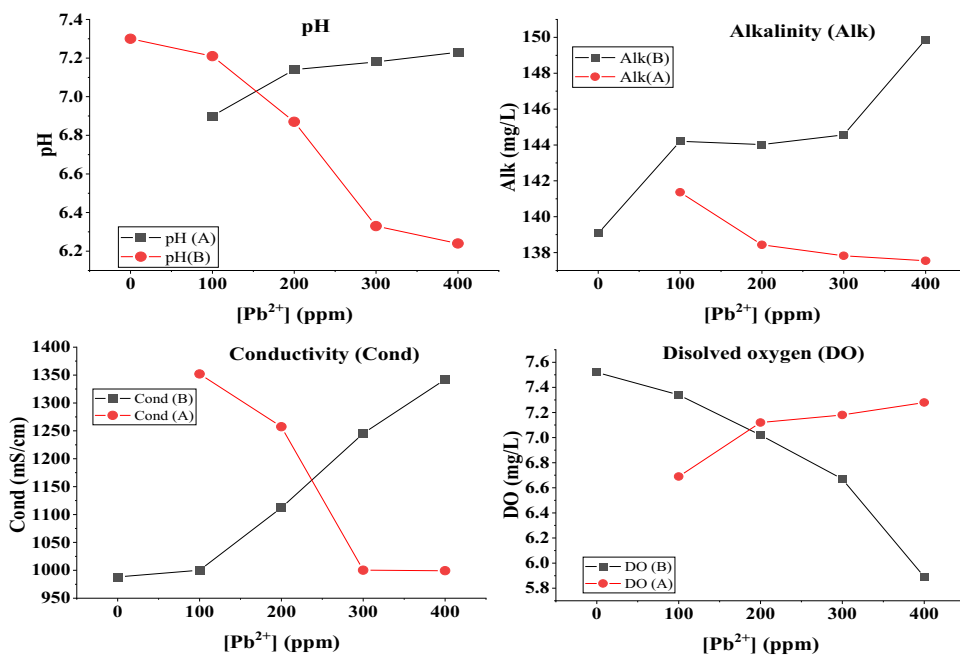 pH
7.4
7.2
7.0
6.8
6.6
6.4
6.2
pH
pH (A)
pH(B)
0 100 200 300 400
[Pb2+] (ppm)
Alkalinity (Alk)
150
148
146
144
142
140
138
Alk (mg/L)
Alk(B)
Alk(A)
0 100 200 300 400
[Pb2+] (ppm)
Conductivity (Cond)
1400
1350
1300
1250
1200
1150
1100
1050
1000
950
Cond (mS/cm)
Cond (B)
Cond (A)
0 100 200 300 400
[Pb2+] (ppm)
Disolved oxygen (DO)
7.6
7.4
7.2
7.0
6.8
6.6
6.4
6.2
6.0
5.8
DO (mg/L)
DO (B)
DO (A)
0 100 200 300 400
[Pb2+] (ppm)